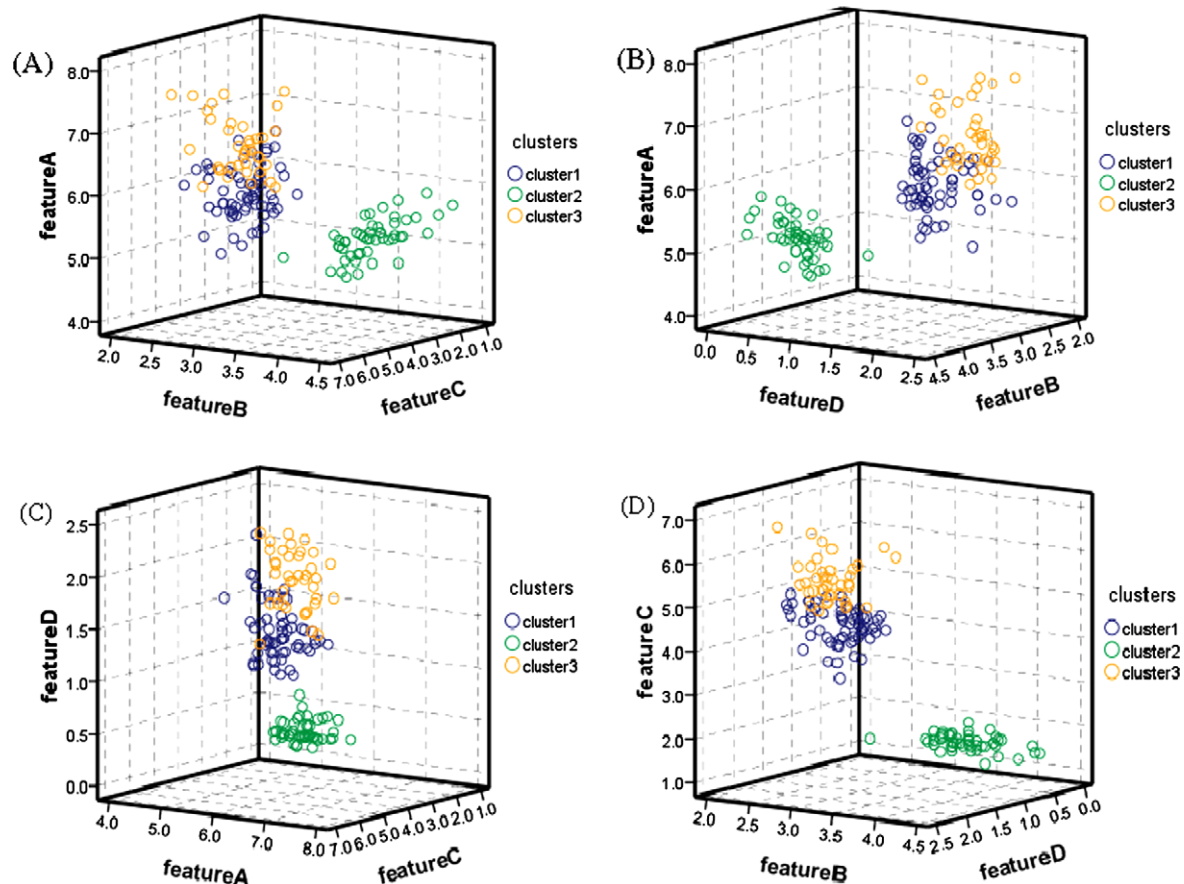 (A)
8.0
7.0
6.0
5.0
4.0
featureA
2.0 2.5 3.0 3.5 4.0 4.5
featureB
7.0 6.0 5.0 4.0 3.0 2.0 1.0
featureC
clusters
cluster1
cluster2
cluster3
(B)
8.0
7.0
6.0
5.0
4.0
featureA
0.0 0.5 1.0 1.5 2.0 2.5
featureD
4.5 4.0 3.5 3.0 2.5 2.0
featureB
clusters
cluster1
cluster2
cluster3
(C)
2.5
2.0
1.5
1.0
0.5
0.0
featureD
4.0 5.0 6.0 7.0 8.0
featureA
7.0 6.0 5.0 4.0 3.0 2.0 1.0
featureC
clusters
cluster1
cluster2
cluster3
(D)
7.0
6.0
5.0
4.0
3.0
2.0
1.0
featureC
2.0 2.5 3.0 3.5 4.0 4.5
featureB
2.5 2.0 1.5 1.0 0.5 0.0
featureD
clusters
cluster1
cluster2
cluster3